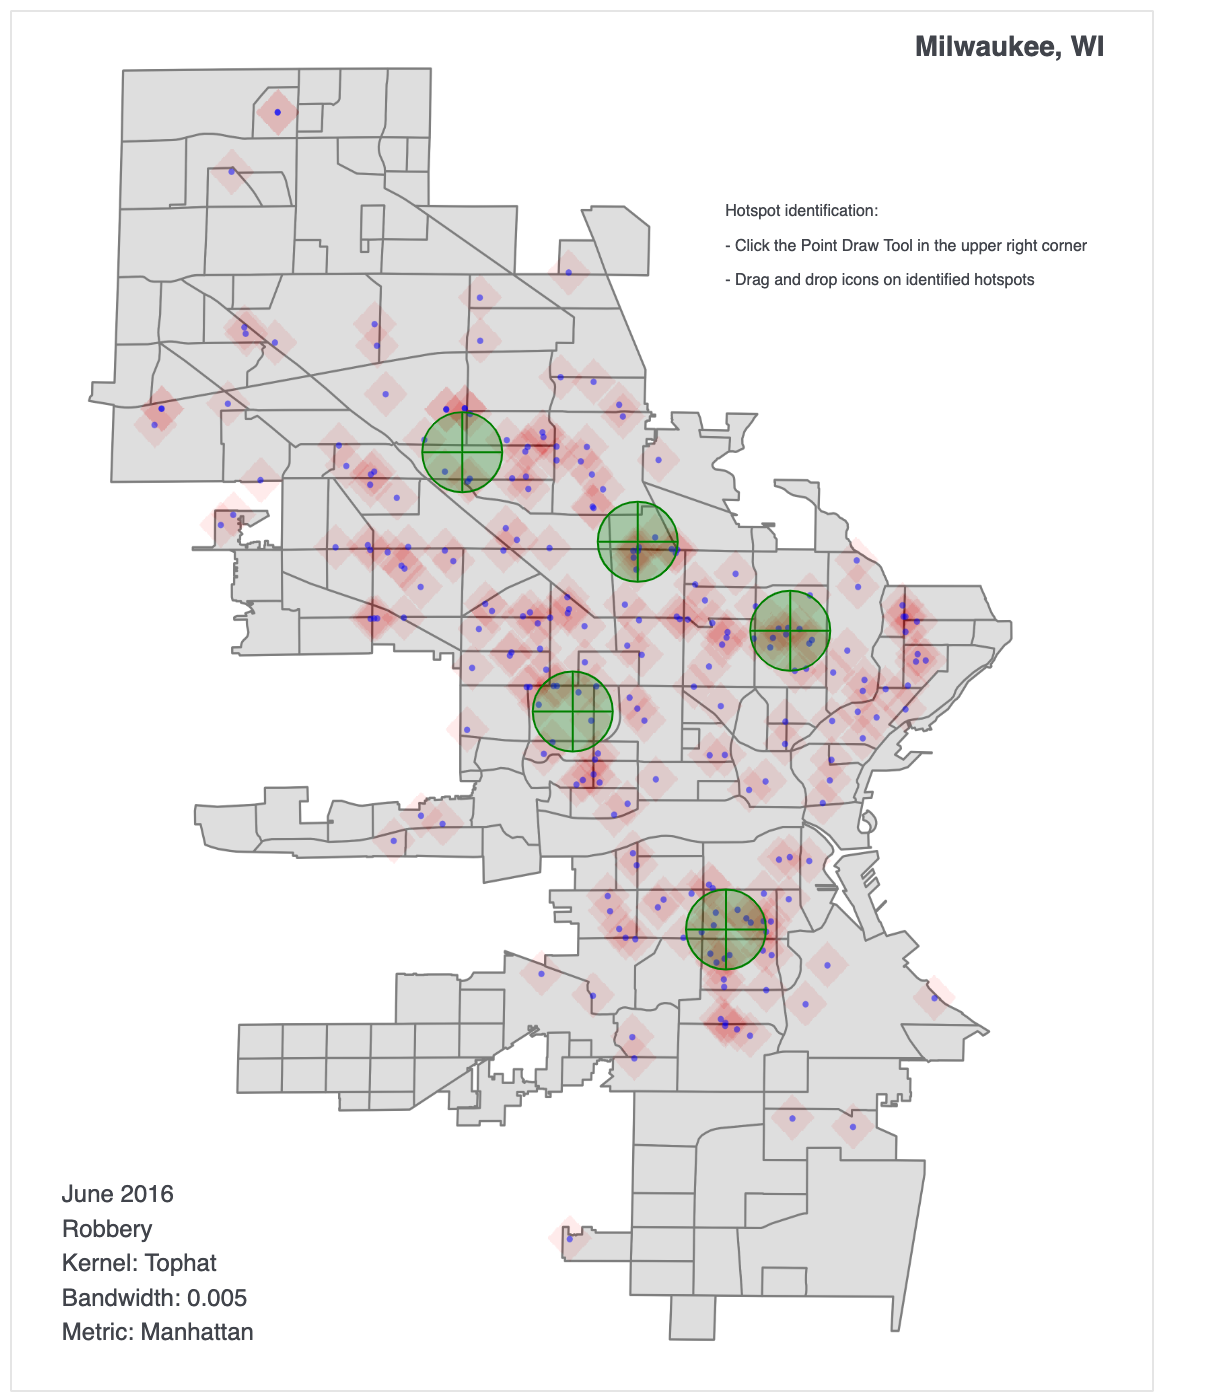 Milwaukee, WI
Hotspot identification:
- Click the Point Draw Tool in the upper right corner
- Drag and drop icons on identified hotspots
June 2016
Robbery
Kernel: Tophat
Bandwidth: 0.005
Metric: Manhattan